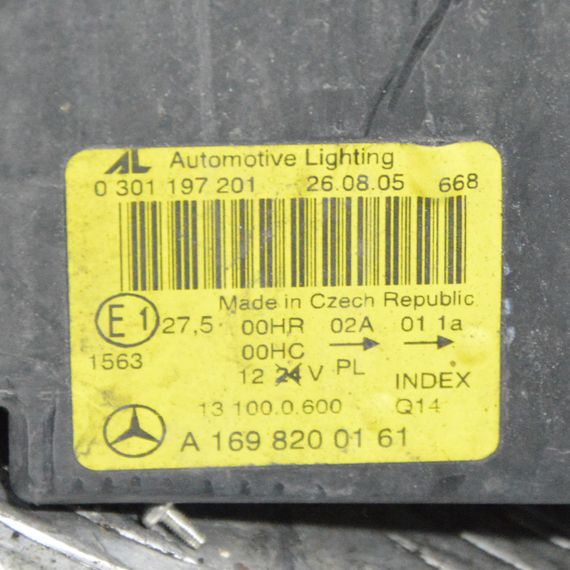 AL Automotive Lighting
0 301 197 201 26.08.05 668
Made in Czech Republic
E1 27,5 00HR 02A 01 1a
1563 00HC
12 24 V PL INDEX
13 100.0.600 Q14
A 169 820 01 61